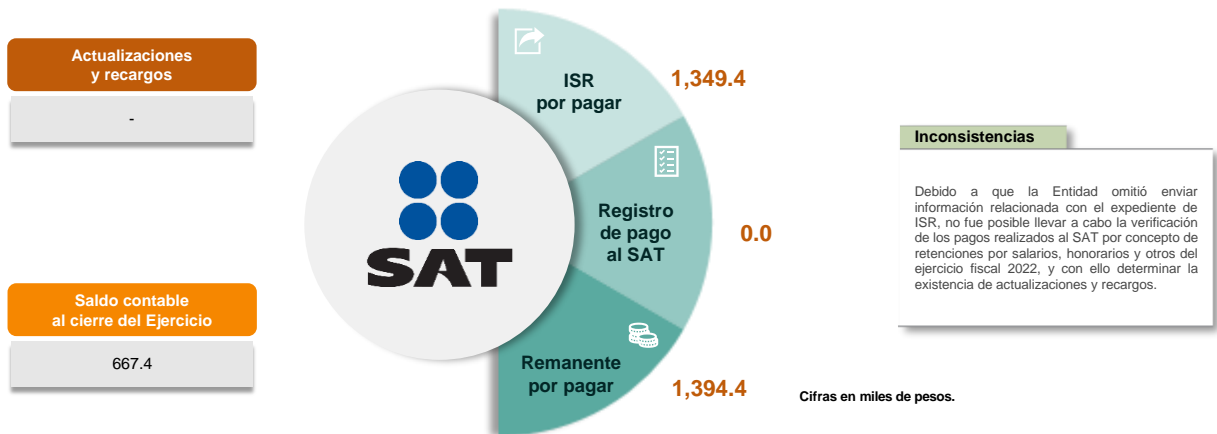 Actualizaciones
y recargos
-
SAT
ISR
por pagar
1,349.4
Registro
de pago
al SAT
0.0
Remanente
por pagar
1,394.4
Saldo contable
al cierre del Ejercicio
667.4
Inconsistencias
Debido a que la Entidad omitió enviar
información relacionada con el expediente de
ISR, no fue posible llevar a cabo la verificación
de los pagos realizados al SAT por concepto de
retenciones por salarios, honorarios y otros del
ejercicio fiscal 2022, y con ello determinar la
existencia de actualizaciones y recargos.
Cifras en miles de pesos.